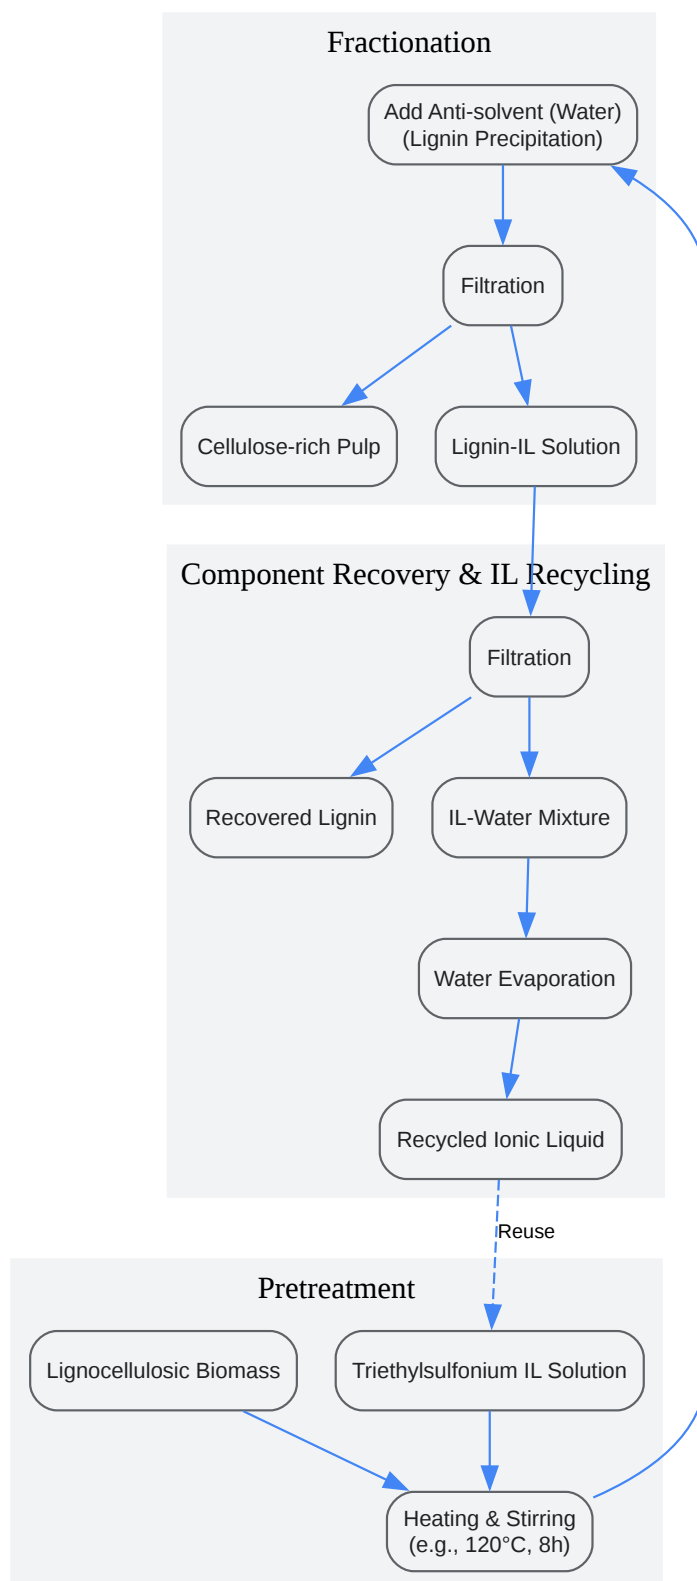 Fractionation
Add Anti-solvent (Water)
(Lignin Precipitation)
Filtration
Cellulose-rich Pulp
Lignin-IL Solution
Component Recovery & IL Recycling
Filtration
Recovered Lignin
IL-Water Mixture
Water Evaporation
Recycled Ionic Liquid
Reuse
Pretreatment
Lignocellulosic Biomass
Triethylsulfonium IL Solution
Heating & Stirring
(e.g., 120°C, 8h)